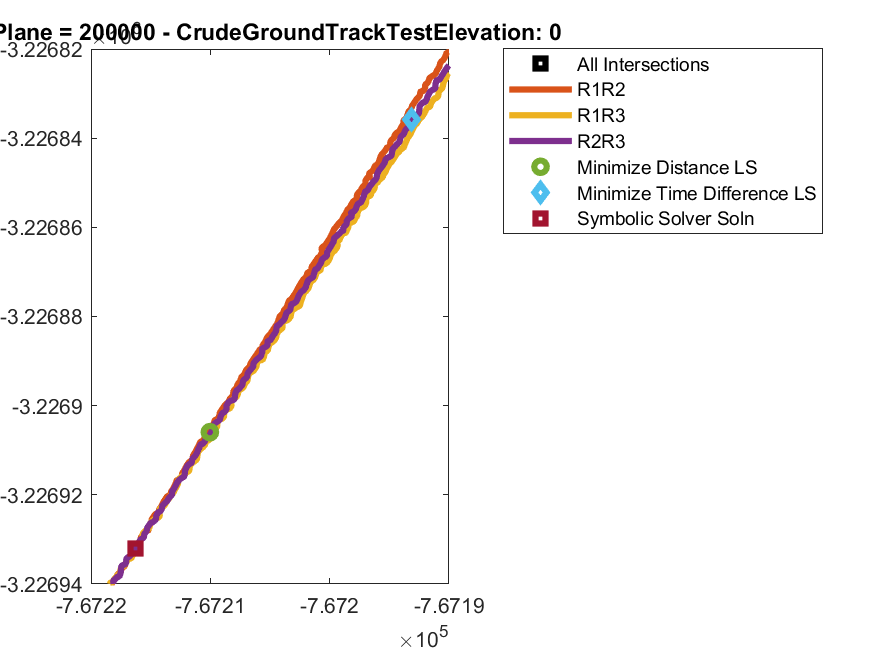 Plane = 200000 - CrudeGroundTrackTestElevation: 0
-3.22682
-3.22684
-3.22686
-3.22688
-3.2269
-3.22692
-3.22694
-7.6722
-7.6721
-7.672
-7.6719
×10^5
All Intersections
R1R2
R1R3
R2R3
Minimize Distance LS
Minimize Time Difference LS
Symbolic Solver Soln